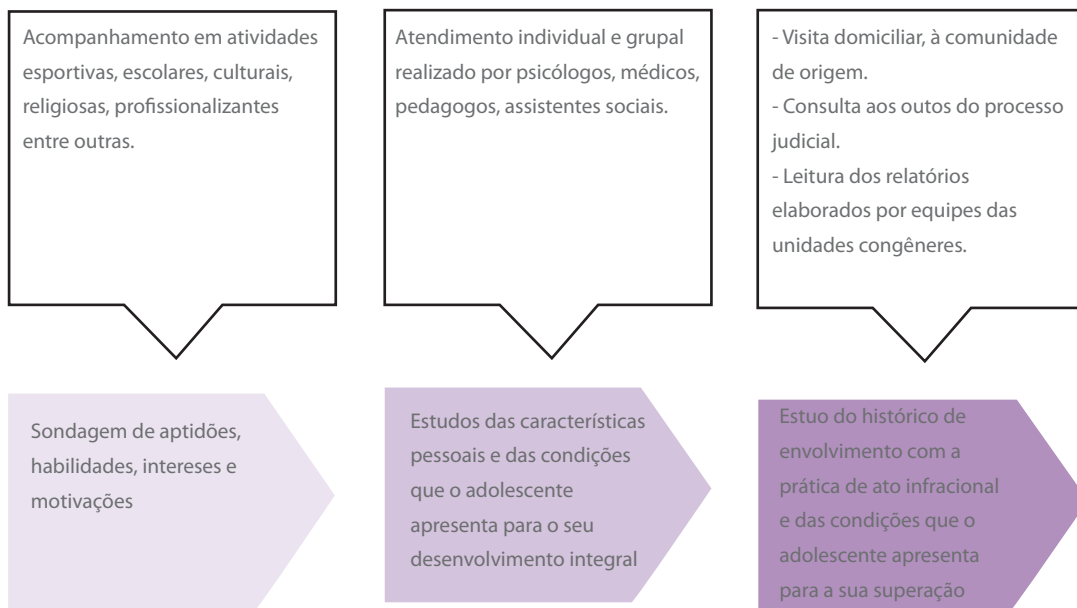 Acompanhamento em atividades
esportivas, escolares, culturais,
religiosas, profissionalizantes
entre outras.
Atendimento individual e grupal
realizado por psicólogos, médicos,
pedagogos, assistentes sociais.
- Visita domiciliar, à comunidade
de origem.
- Consulta aos outos do processo
judicial.
- Leitura dos relatórios
elaborados por equipes das
unidades congêneres.
Sondagem de aptidões,
habilidades, intereses e
motivações
Estudos das características
pessoais e das condições
que o adolescente
apresenta para o seu
desenvolvimento integral
Estuo do histórico de
envolvimento com a
prática de ato infracional
e das condições que o
adolescente apresenta
para a sua superação